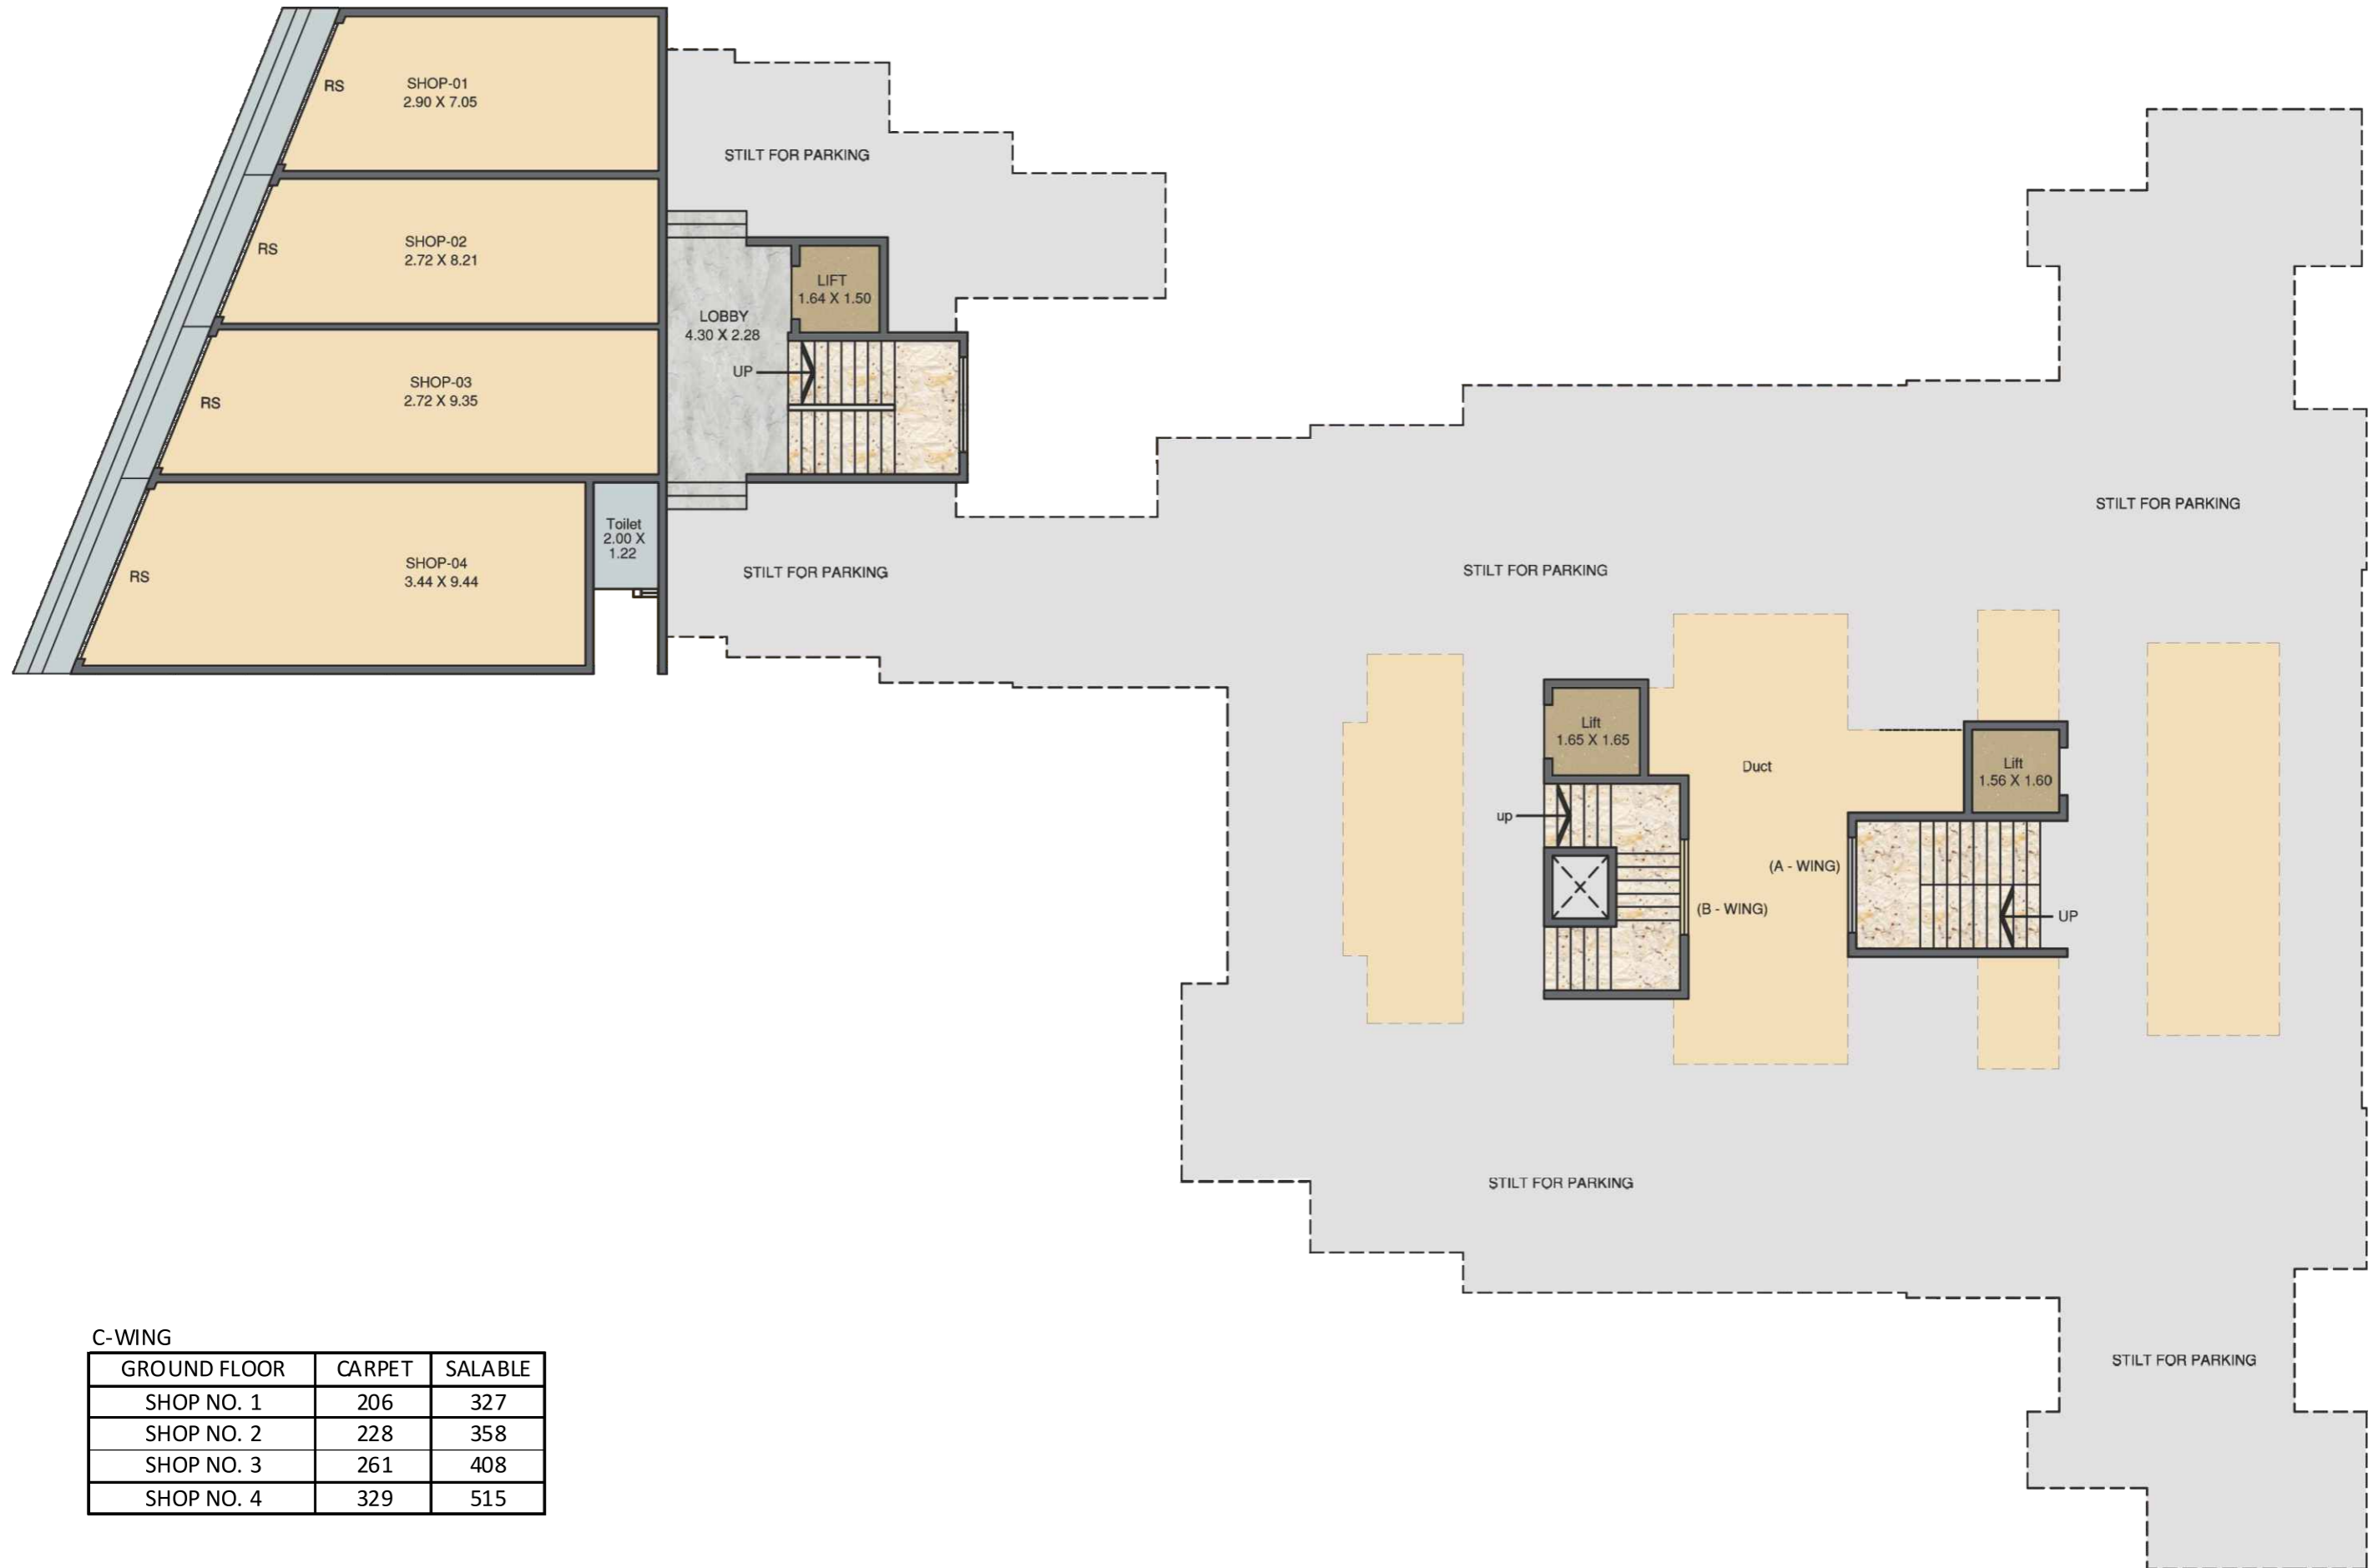 RS
SHOP-01
2.90 X 7.05
STILT FOR PARKING
RS
SHOP-02
2.72 X 8.21
LIFT
1.64 X 1.50
LOBBY
4.30 X 2.28
UP
RS
SHOP-03
2.72 X 9.35
RS
SHOP-04
3.44 X 9.44
Toilet
2.00 X
1.22
STILT FOR PARKING
STILT FOR PARKING
STILT FOR PARKING
Lift
1.65 X 1.65
Duct
Lift
1.56 X 1.60
up
(A - WING)
(B - WING)
UP
STILT FOR PARKING
STILT FOR PARKING
C-WING
GROUND FLOOR CARPET SALABLE
SHOP NO. 1 206 327
SHOP NO. 2 228 358
SHOP NO. 3 261 408
SHOP NO. 4 329 515